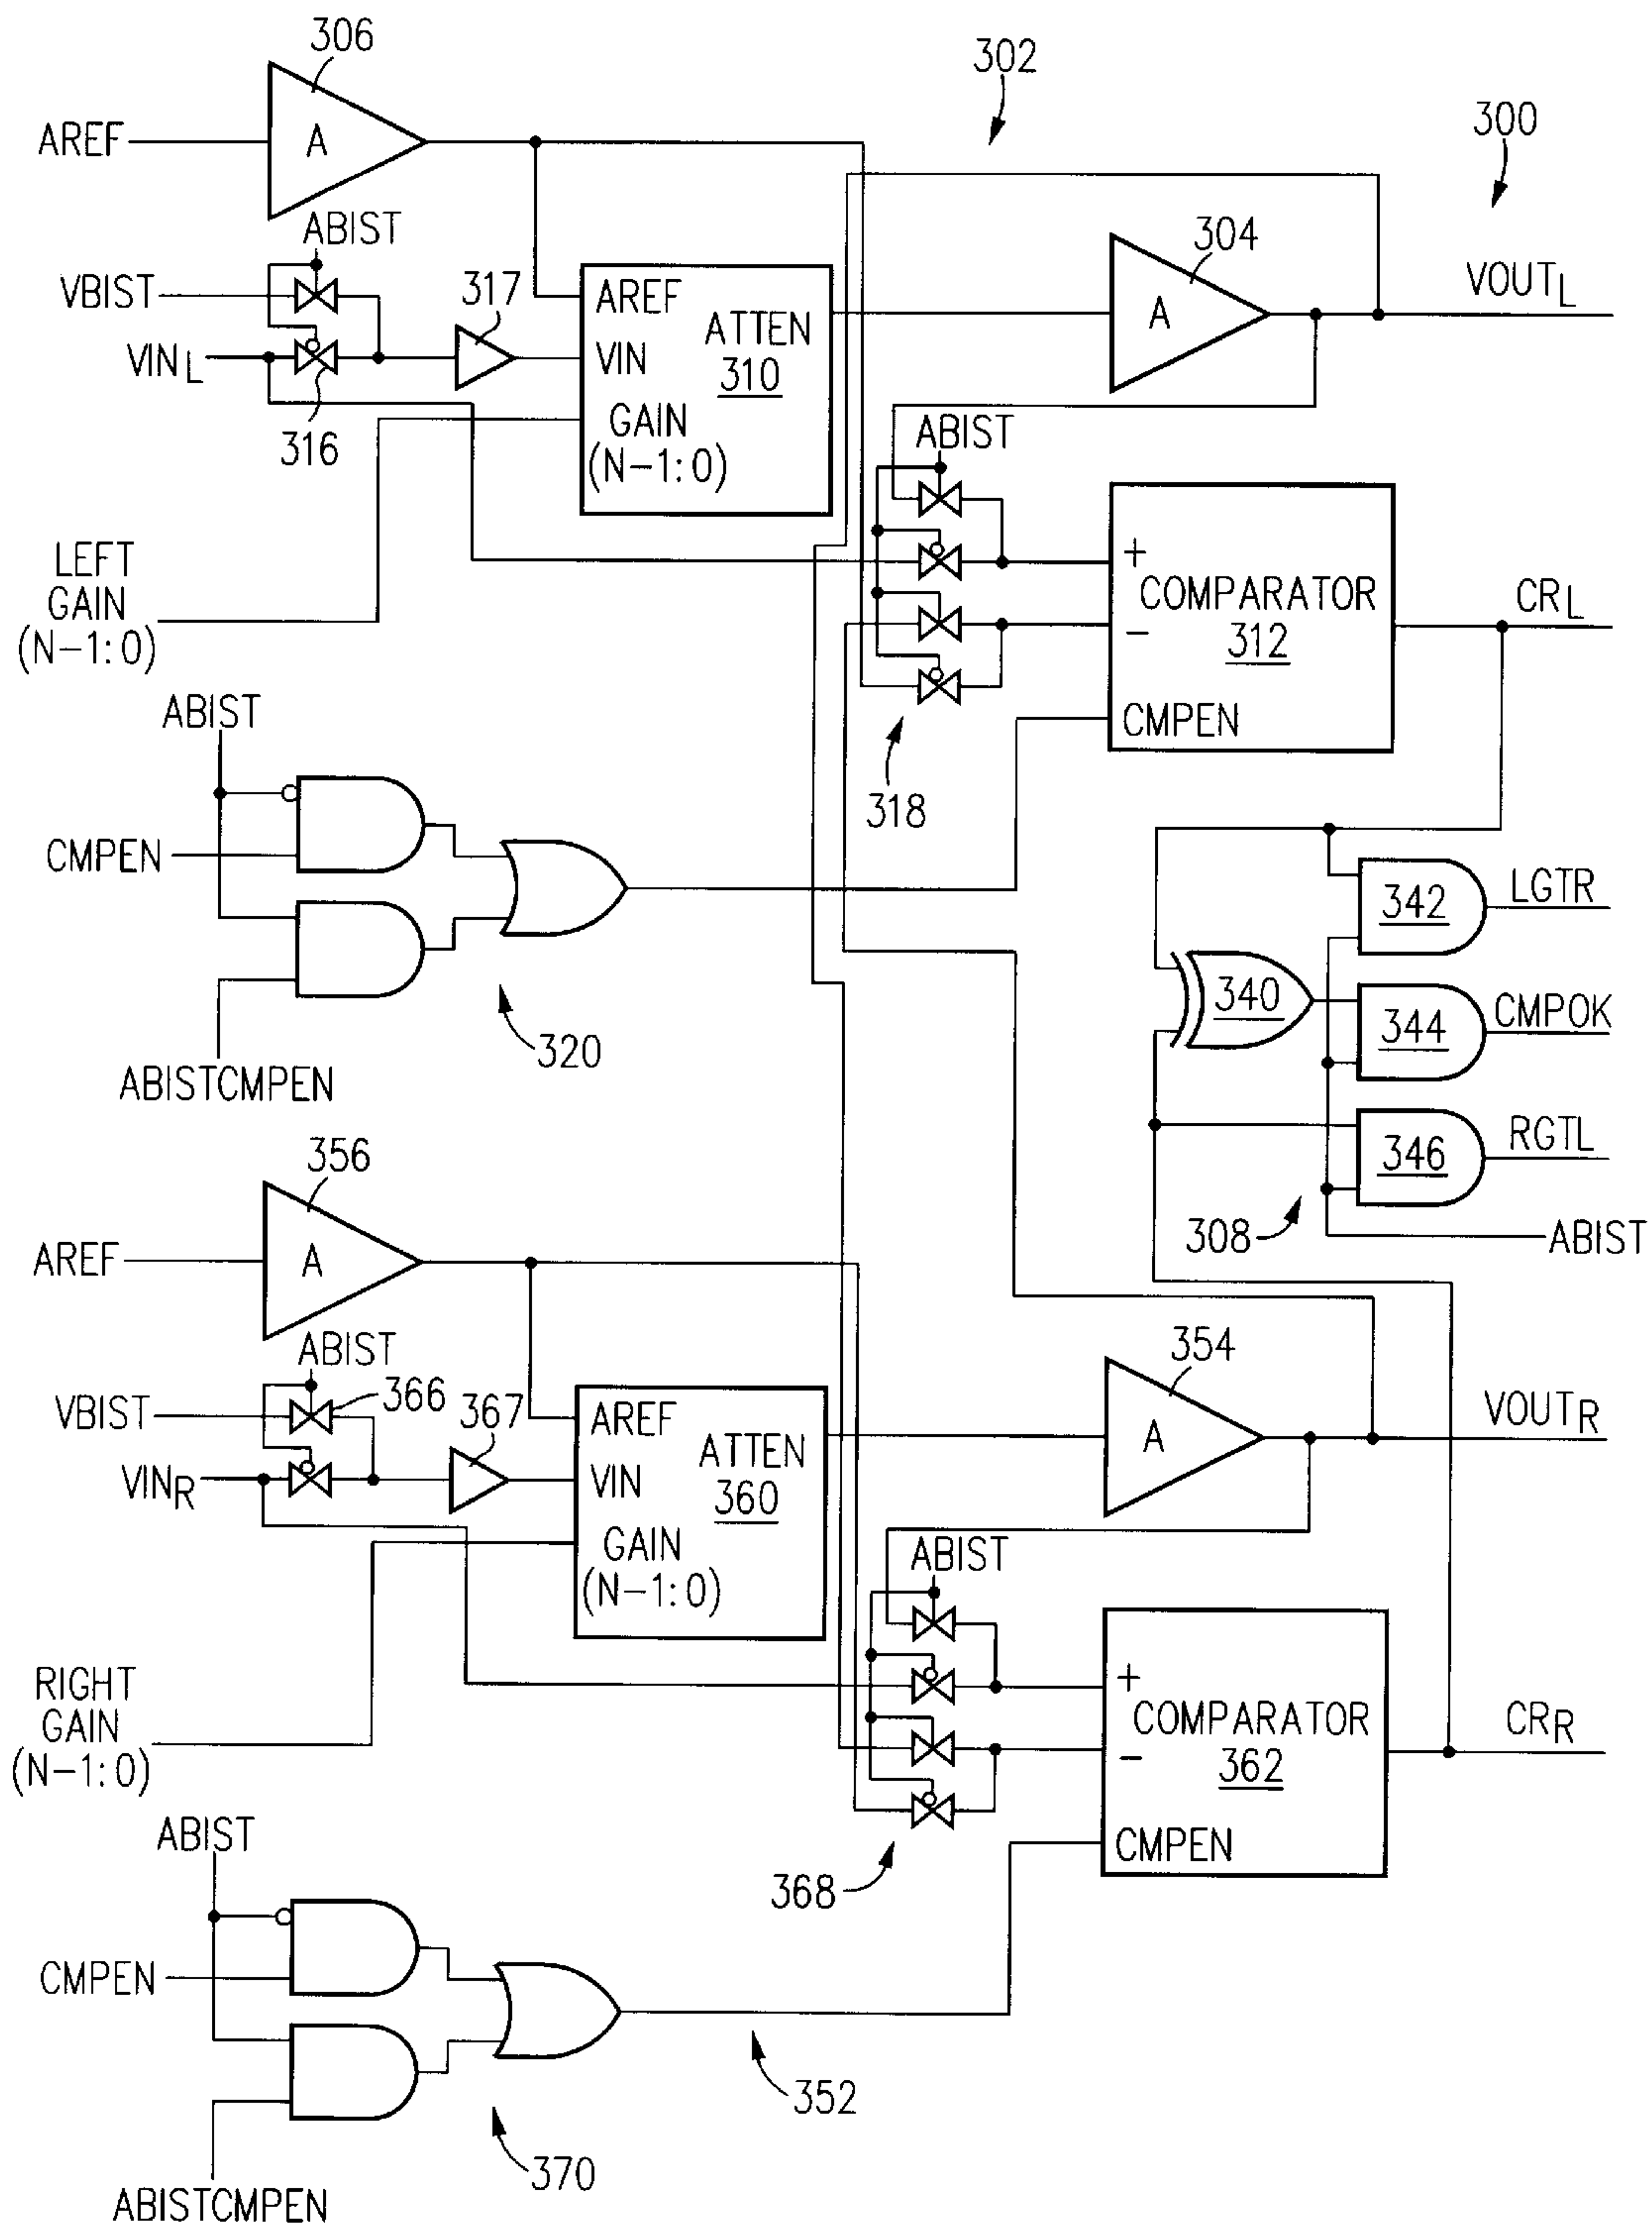 306
302
300
AREF
A
ABIST
304
VBIST
317
AREF
VOUTL
A
ATTEN
310
VINL
VIN
316
GAIN
(N–1:0)
ABIST
LEFT
GAIN
(N–1:0)
+
COMPARATOR
312
–
CRL
CMPEN
ABIST
318
CMPEN
342
LGTR
340
344
CMPOK
320
ABISTCMPEN
346
RGTL
356
308
ABIST
AREF
A
ABIST
354
366
VBIST
367
AREF
VOUTR
A
ATTEN
360
VINR
VIN
GAIN
(N–1:0)
ABIST
RIGHT
GAIN
(N–1:0)
+
COMPARATOR
362
–
CRR
CMPEN
ABIST
368
CMPEN
352
370
ABISTCMPEN